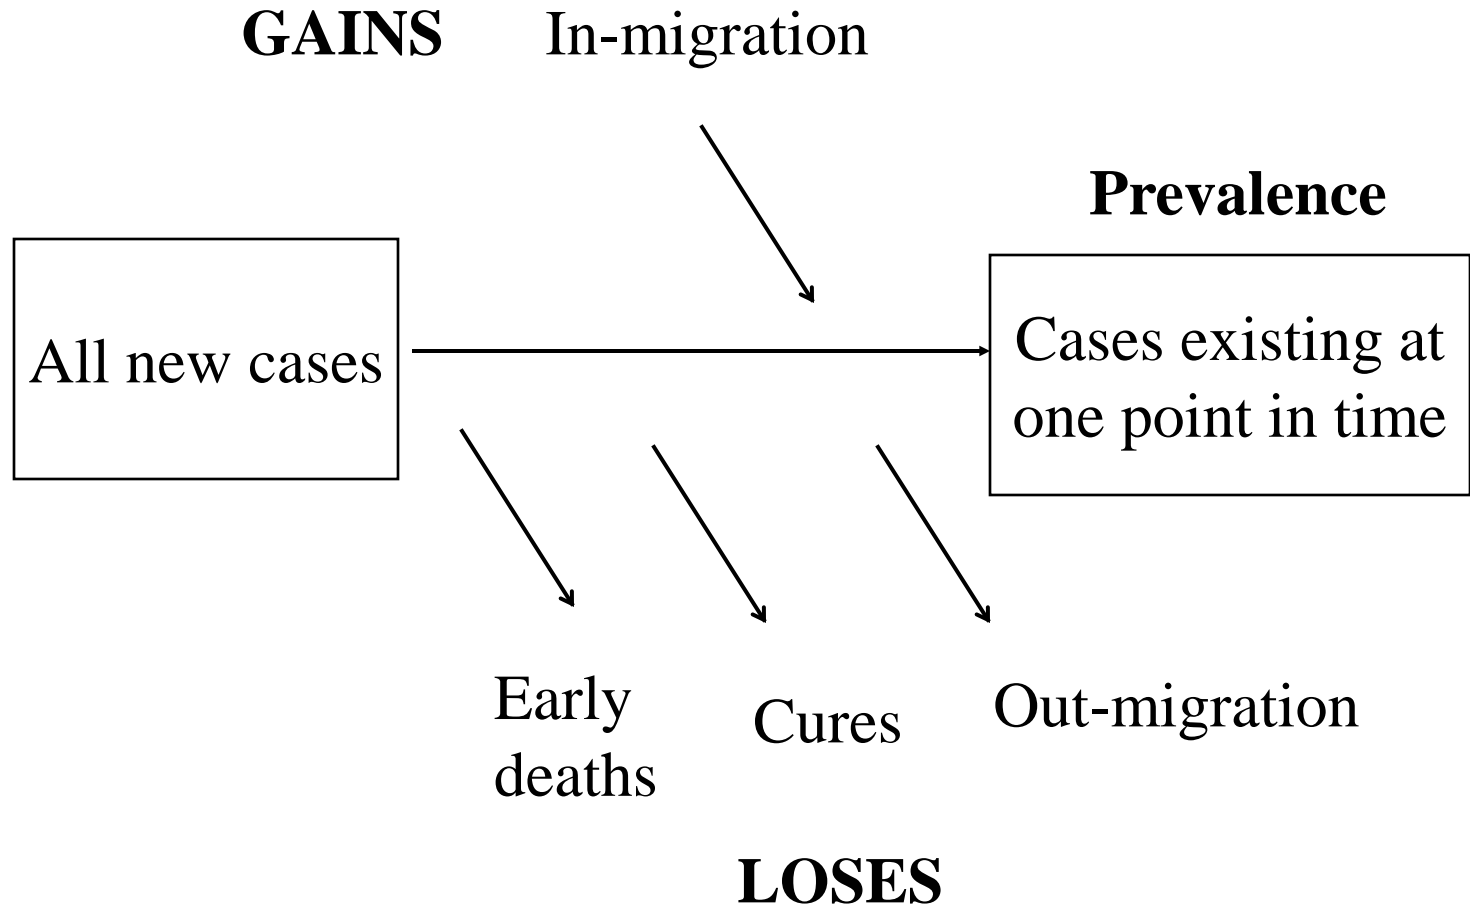 GAINS In-migration
Prevalence
All new cases
Cases existing at
one point in time
Early
deaths
Cures
Out-migration
LOSES